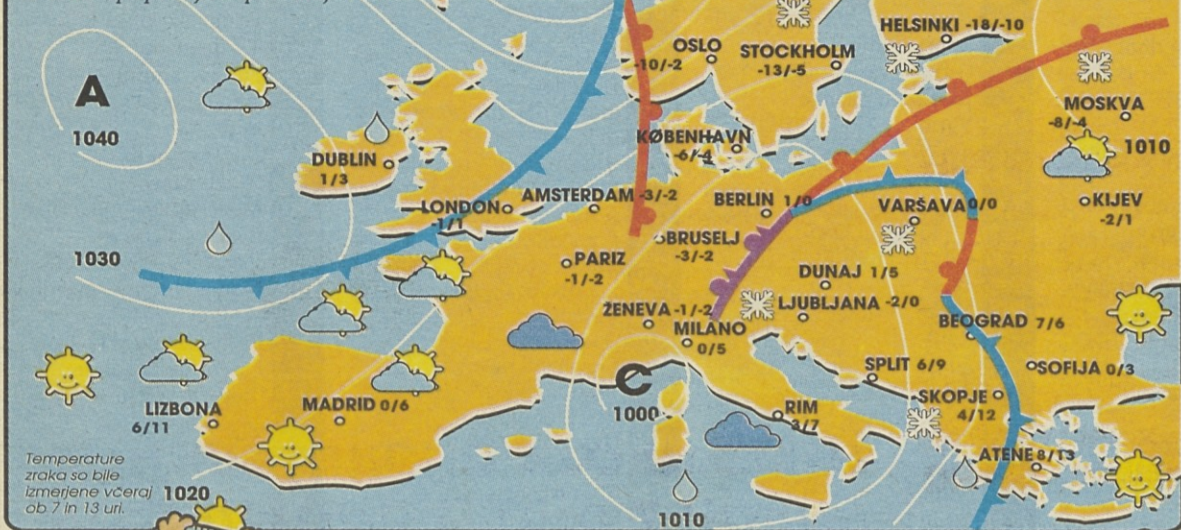 HELSINKI -18/-10
OSLO
-10/-2
STOCKHOLM
-13/-5
A
1040
MOSKVA
-8/-4
KØBENHAVN
-6/-4
1010
DUBLIN
1/3
AMSTERDAM -3/-2
BERLIN 1/0
VARŠAVA 0/0
KIJEV
-2/1
LONDON
-1/1
BRUSELJ
-3/-2
1030
PARIZ
-1/-2
DUNAJ 1/5
ŽENEVA -1/-2
LJUBLJANA -2/0
MILANO
0/5
BEOGRAD 7/6
SPLIT 6/9
SOFIJA 0/3
C
1000
SKOPJE
4/12
LIZBONA
6/11
MADRID 0/6
RIM
3/7
ATENE 8/13
Temperature
zraka so bile
izmerjene včeraj
ob 7 in 13 uri.
1020
1010